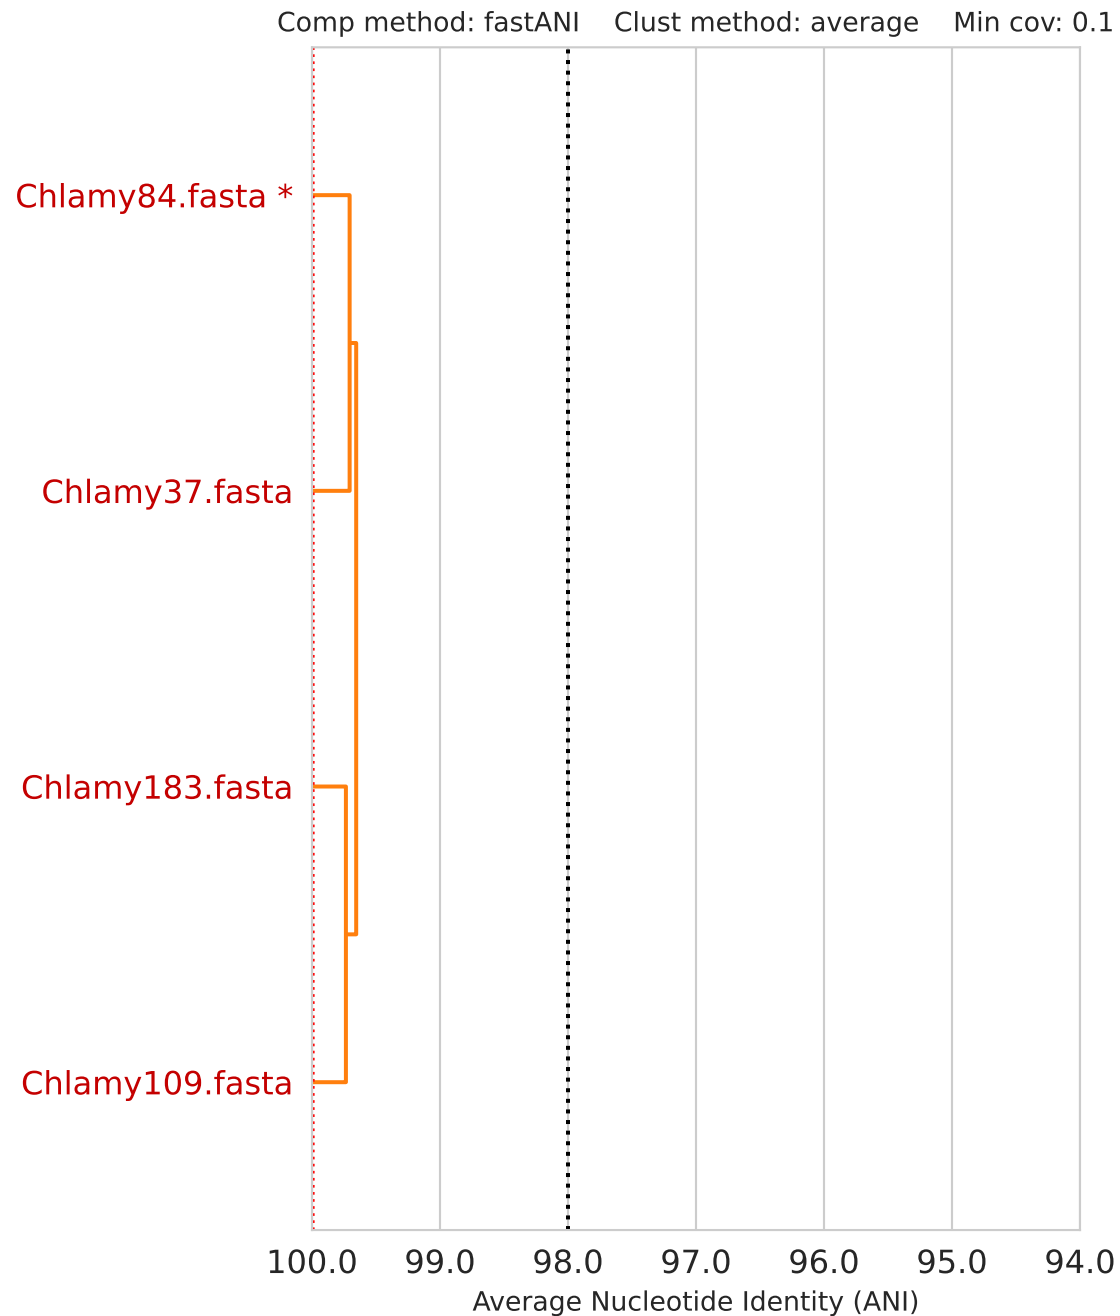 Comp method: fastANI    Clust method: average    Min cov: 0.1
Chlamy84.fasta *
Chlamy37.fasta
Chlamy183.fasta
Chlamy109.fasta
100.0 99.0 98.0 97.0 96.0 95.0 94.0
Average Nucleotide Identity (ANI)